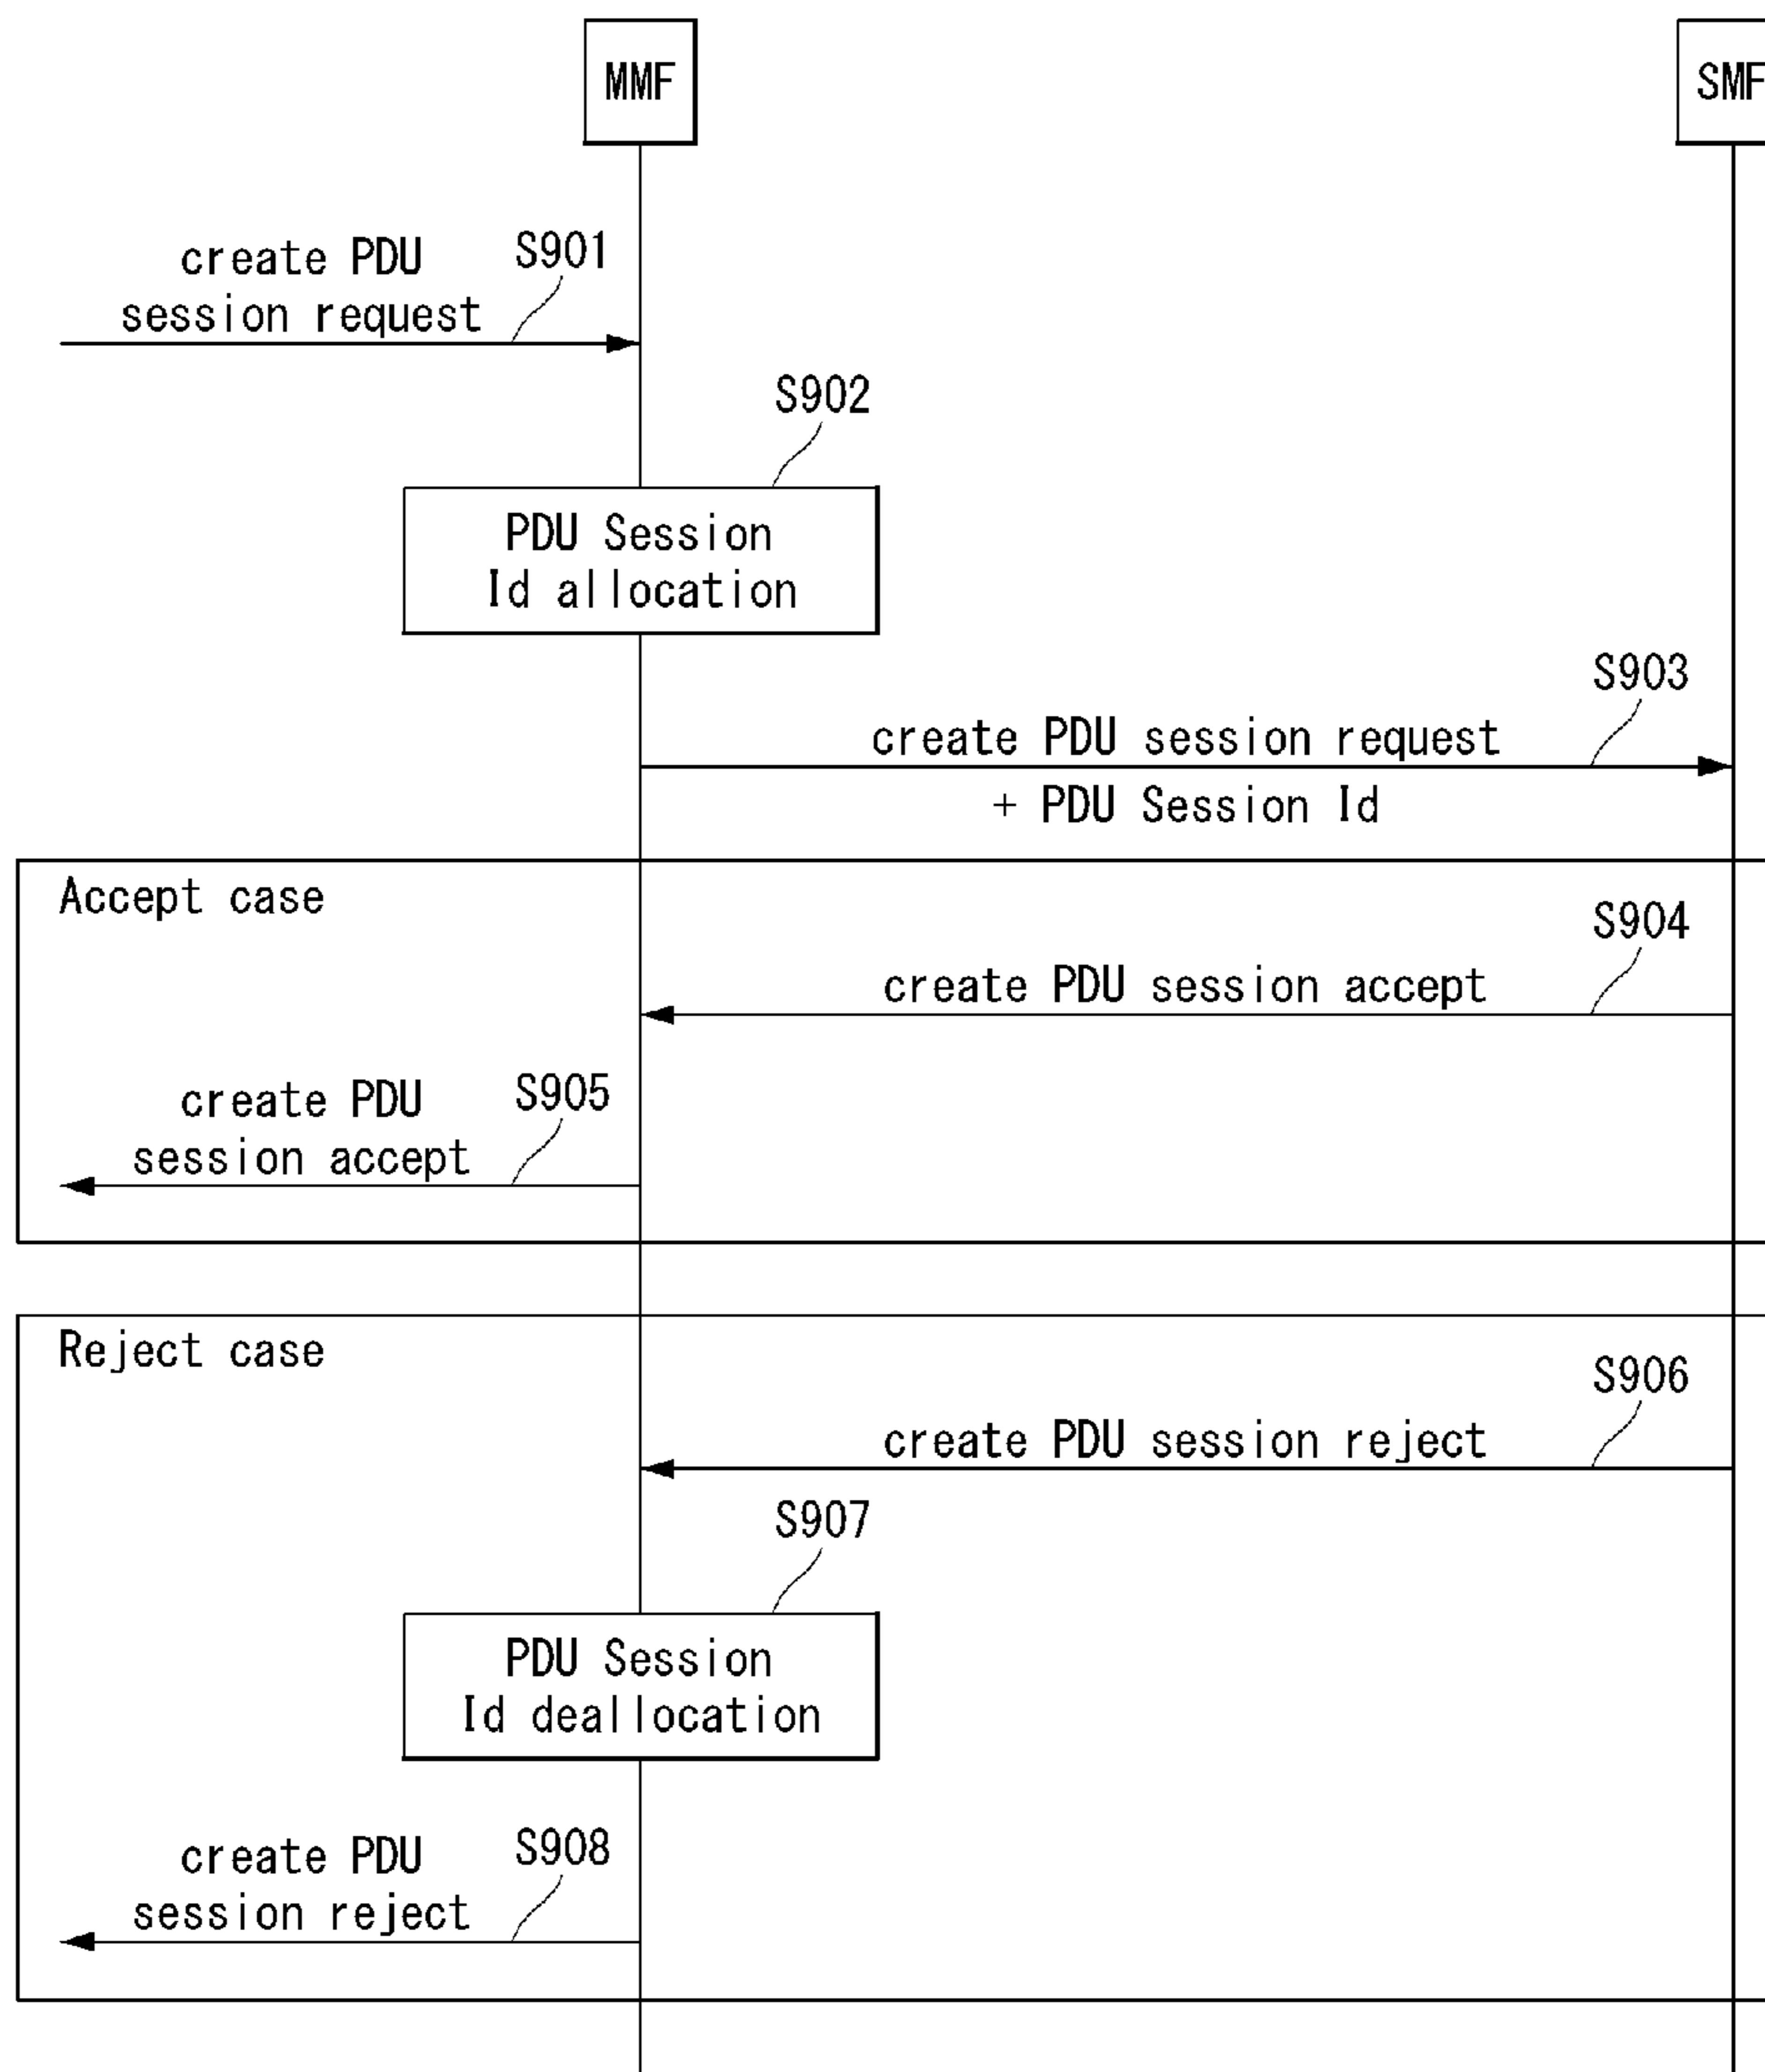 MMF
SMF
create PDU
session request
S901
S902
PDU Session
Id allocation
S903
create PDU session request
+ PDU Session Id
Accept case
S904
create PDU session accept
create PDU
session accept
S905
Reject case
S906
create PDU session reject
S907
PDU Session
Id deallocation
create PDU
session reject
S908